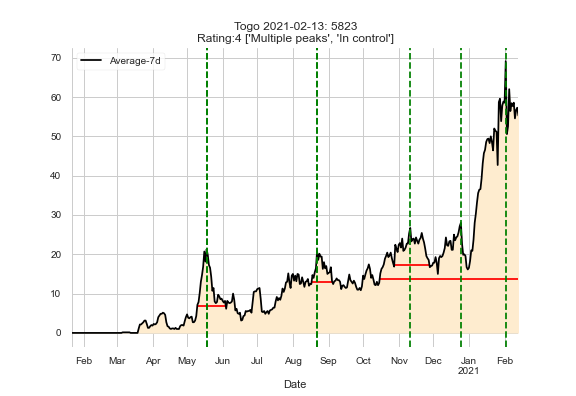 Togo 2021-02-13: 5823
Rating:4 ['Multiple peaks', 'In control']
Average-7d
70
60
50
40
30
20
10
0
Feb Mar Apr May Jun Jul Aug Sep Oct Nov Dec Jan Feb
2021
Date